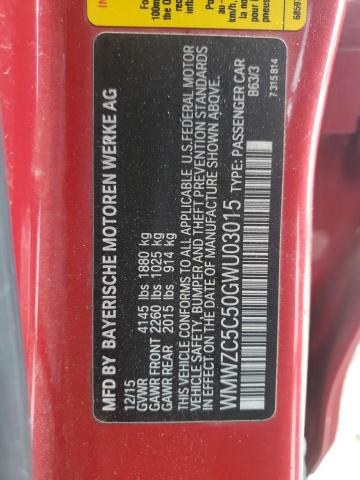 MFD BY BAYERISCHE MOTOREN WERKE AG
12/15
GVWR 4145 lbs 1880 kg
GAWR FRONT 2260 lbs 1025 kg
GAWR REAR 2015 lbs 914 kg
THIS VEHICLE CONFORMS TO ALL APPLICABLE U.S.FEDERAL MOTOR
VEHICLE SAFETY, BUMPER, AND THEFT PREVENTION STANDARDS
IN EFFECT ON THE DATE OF MANUFACTURE SHOWN ABOVE.
WMWZC5C50GWU03015 TYPE: PASSENGER CAR
B63/3
7315814